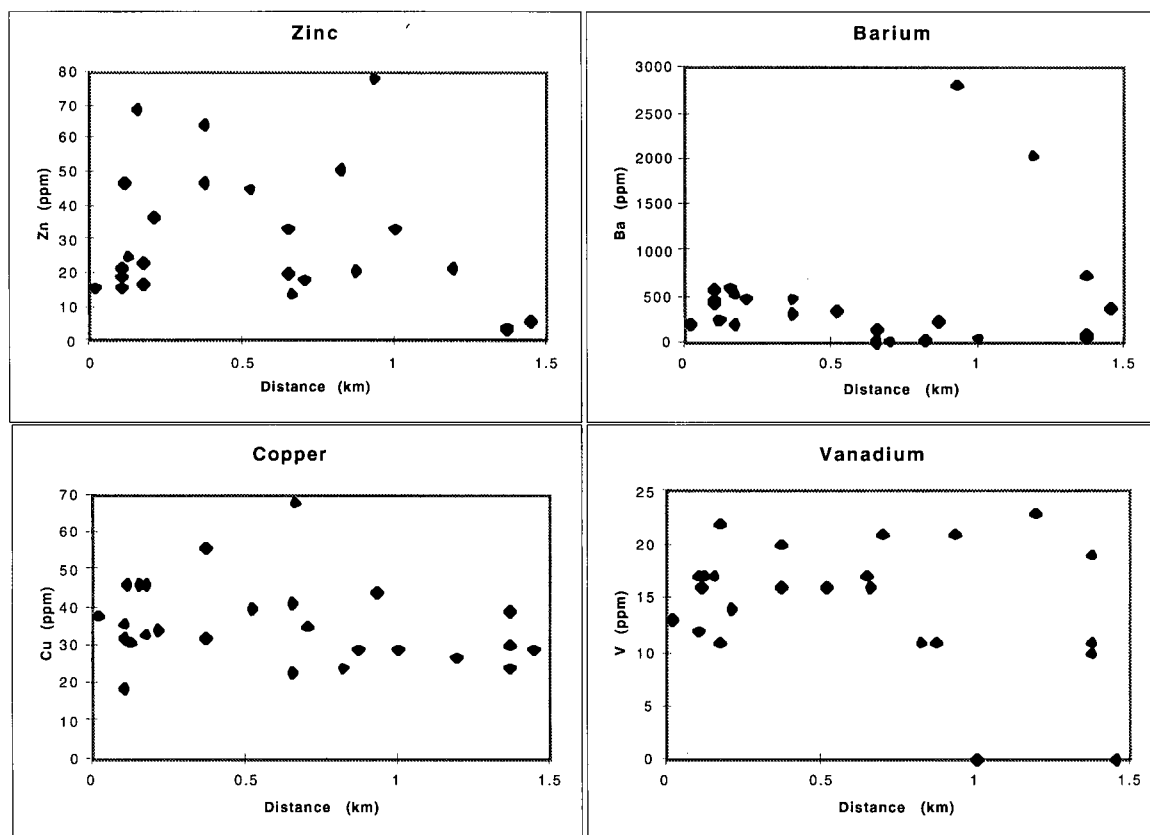 Zinc
80
70
60
50
40
30
20
10
0
Zn (ppm)
0 0.5 1 1.5
Distance (km)
Barium
3000
2500
2000
1500
1000
500
0
Ba (ppm)
0 0.5 1 1.5
Distance (km)
Copper
70
60
50
40
30
20
10
0
Cu (ppm)
0 0.5 1 1.5
Distance (km)
Vanadium
25
20
15
10
5
0
V (ppm)
0 0.5 1 1.5
Distance (km)